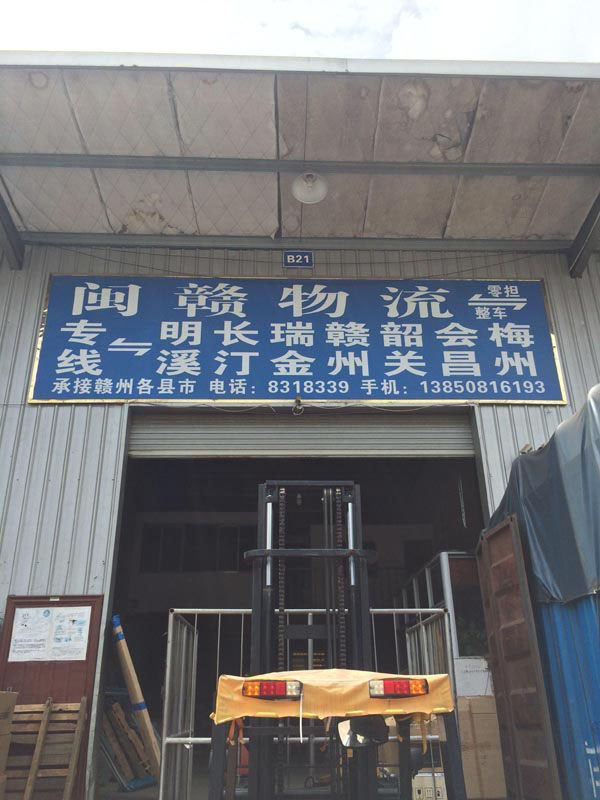 B21
闽赣物流⇋零担整车
专线⇋明溪 长汀 瑞金 赣州 韶关 会昌 梅州
承接赣州各县市 电话：8318339 手机：13850816193